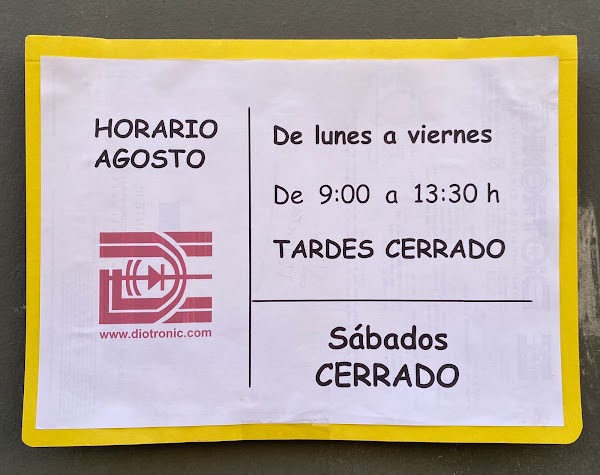 HORARIO
AGOSTO
www.diotronic.com
De lunes a viernes
De 9:00 a 13:30 h
TARDES CERRADO
Sábados
CERRADO